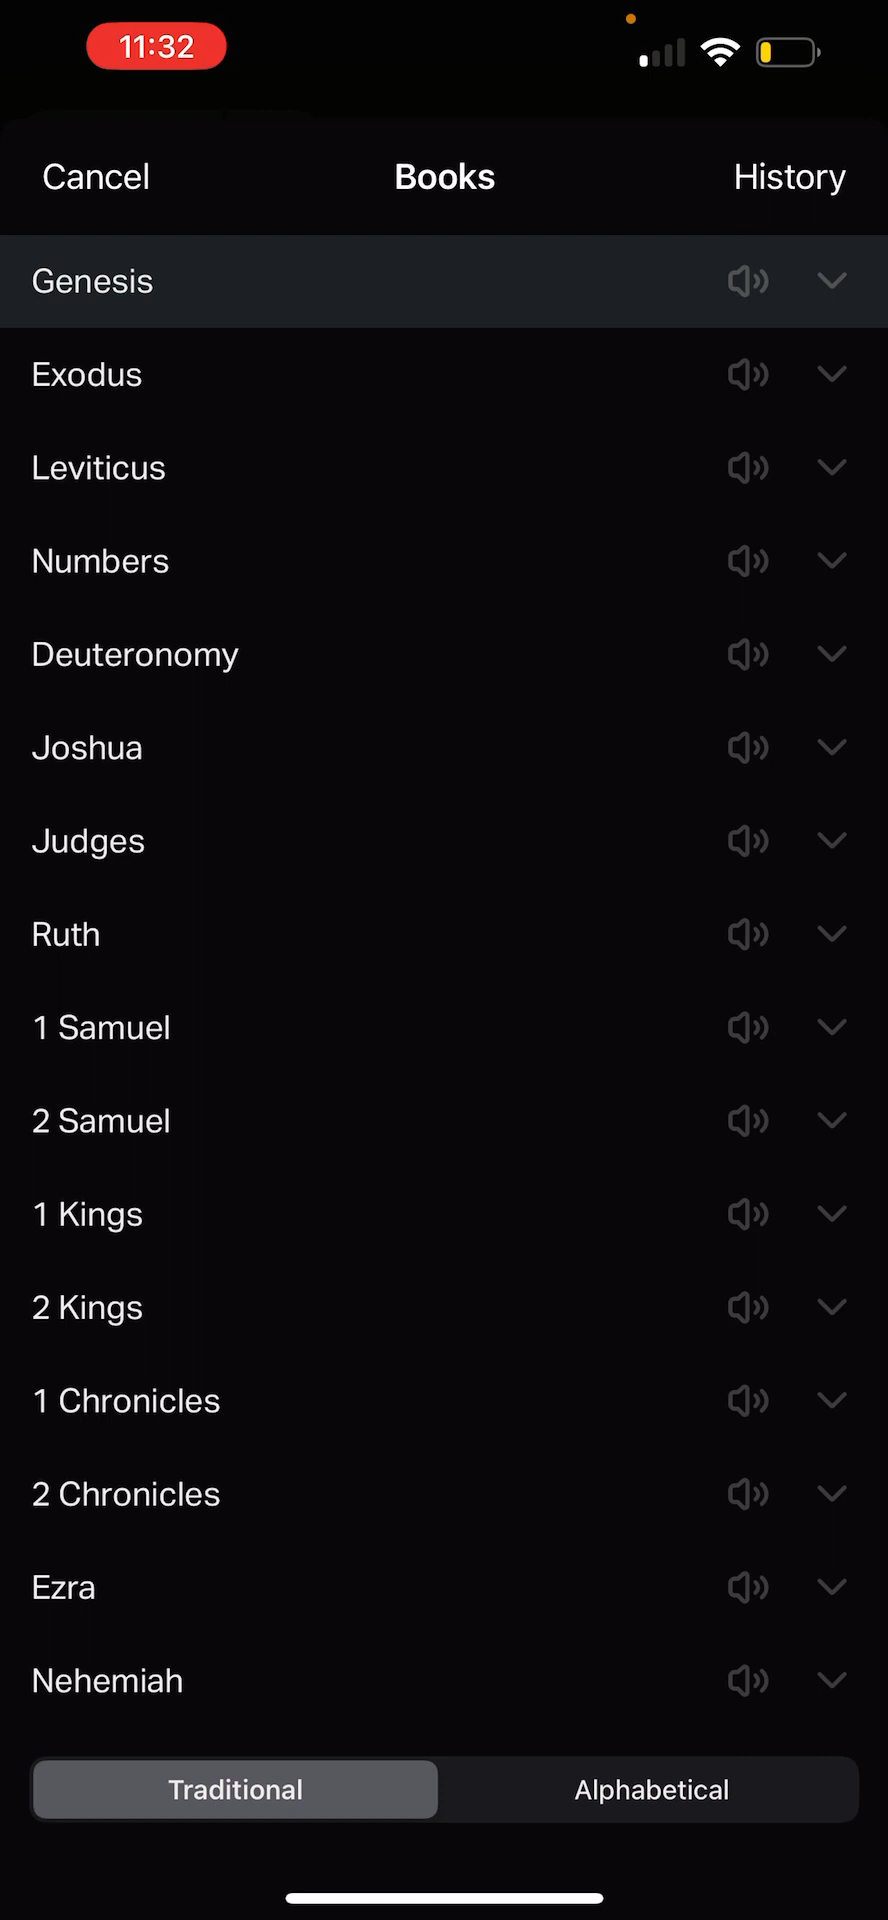 11:32
Cancel Books History
Genesis
Exodus
Leviticus
Numbers
Deuteronomy
Joshua
Judges
Ruth
1 Samuel
2 Samuel
1 Kings
2 Kings
1 Chronicles
2 Chronicles
Ezra
Nehemiah
Traditional Alphabetical